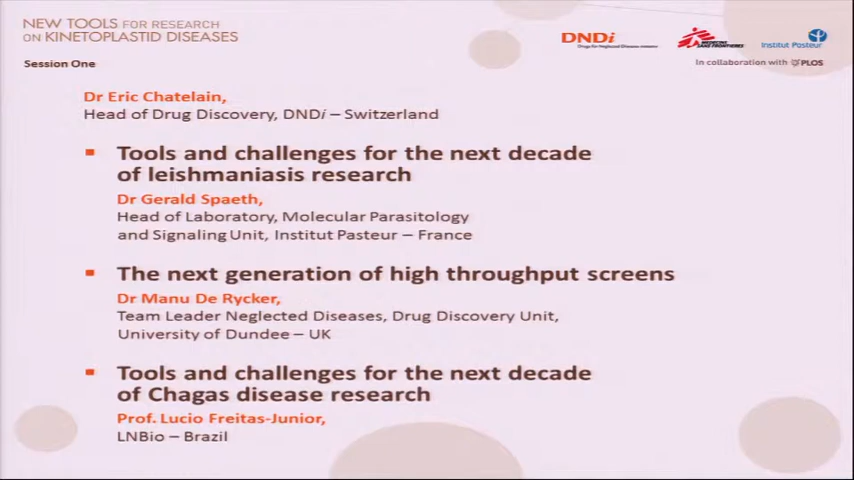 NEW TOOLS FOR RESEARCH
ON KINETOPLASTID DISEASES
DNDi
Drugs for Neglected Diseases initiative
MEDECINS
SANS FRONTIERES
Institut Pasteur
In collaboration with PLOS
Session One
Dr Eric Chatelain,
Head of Drug Discovery, DNDi – Switzerland
▪ Tools and challenges for the next decade
of leishmaniasis research
Dr Gerald Spaeth,
Head of Laboratory, Molecular Parasitology
and Signaling Unit, Institut Pasteur – France
▪ The next generation of high throughput screens
Dr Manu De Rycker,
Team Leader Neglected Diseases, Drug Discovery Unit,
University of Dundee – UK
▪ Tools and challenges for the next decade
of Chagas disease research
Prof. Lucio Freitas-Junior,
LNBio – Brazil